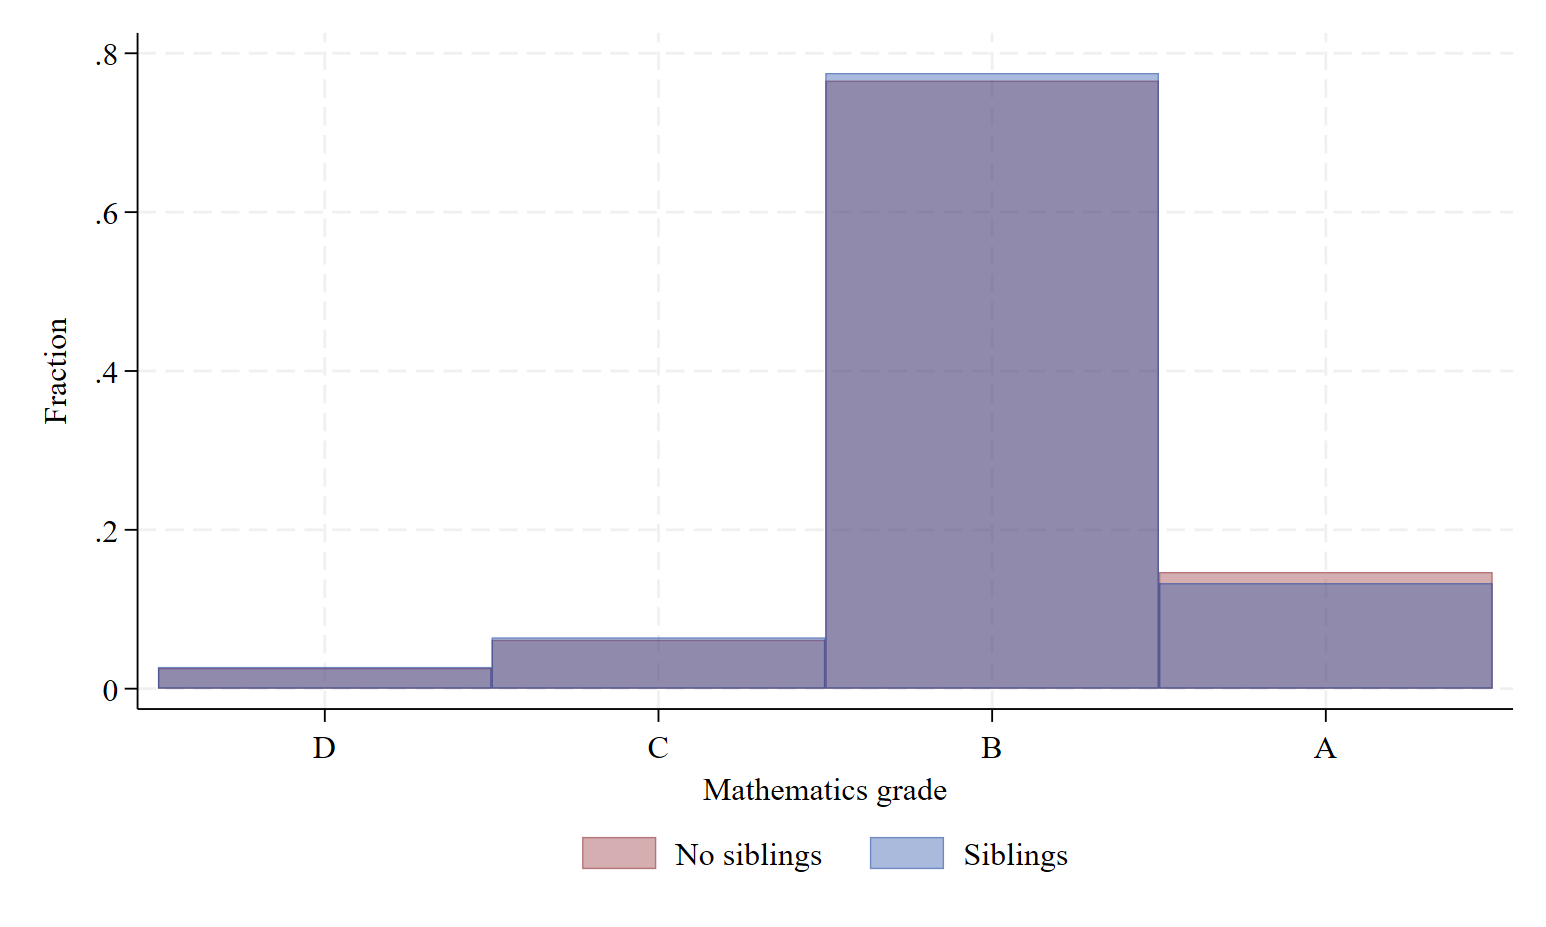 .8
.6
.4
.2
0
Fraction
D C B A
Mathematics grade
No siblings Siblings